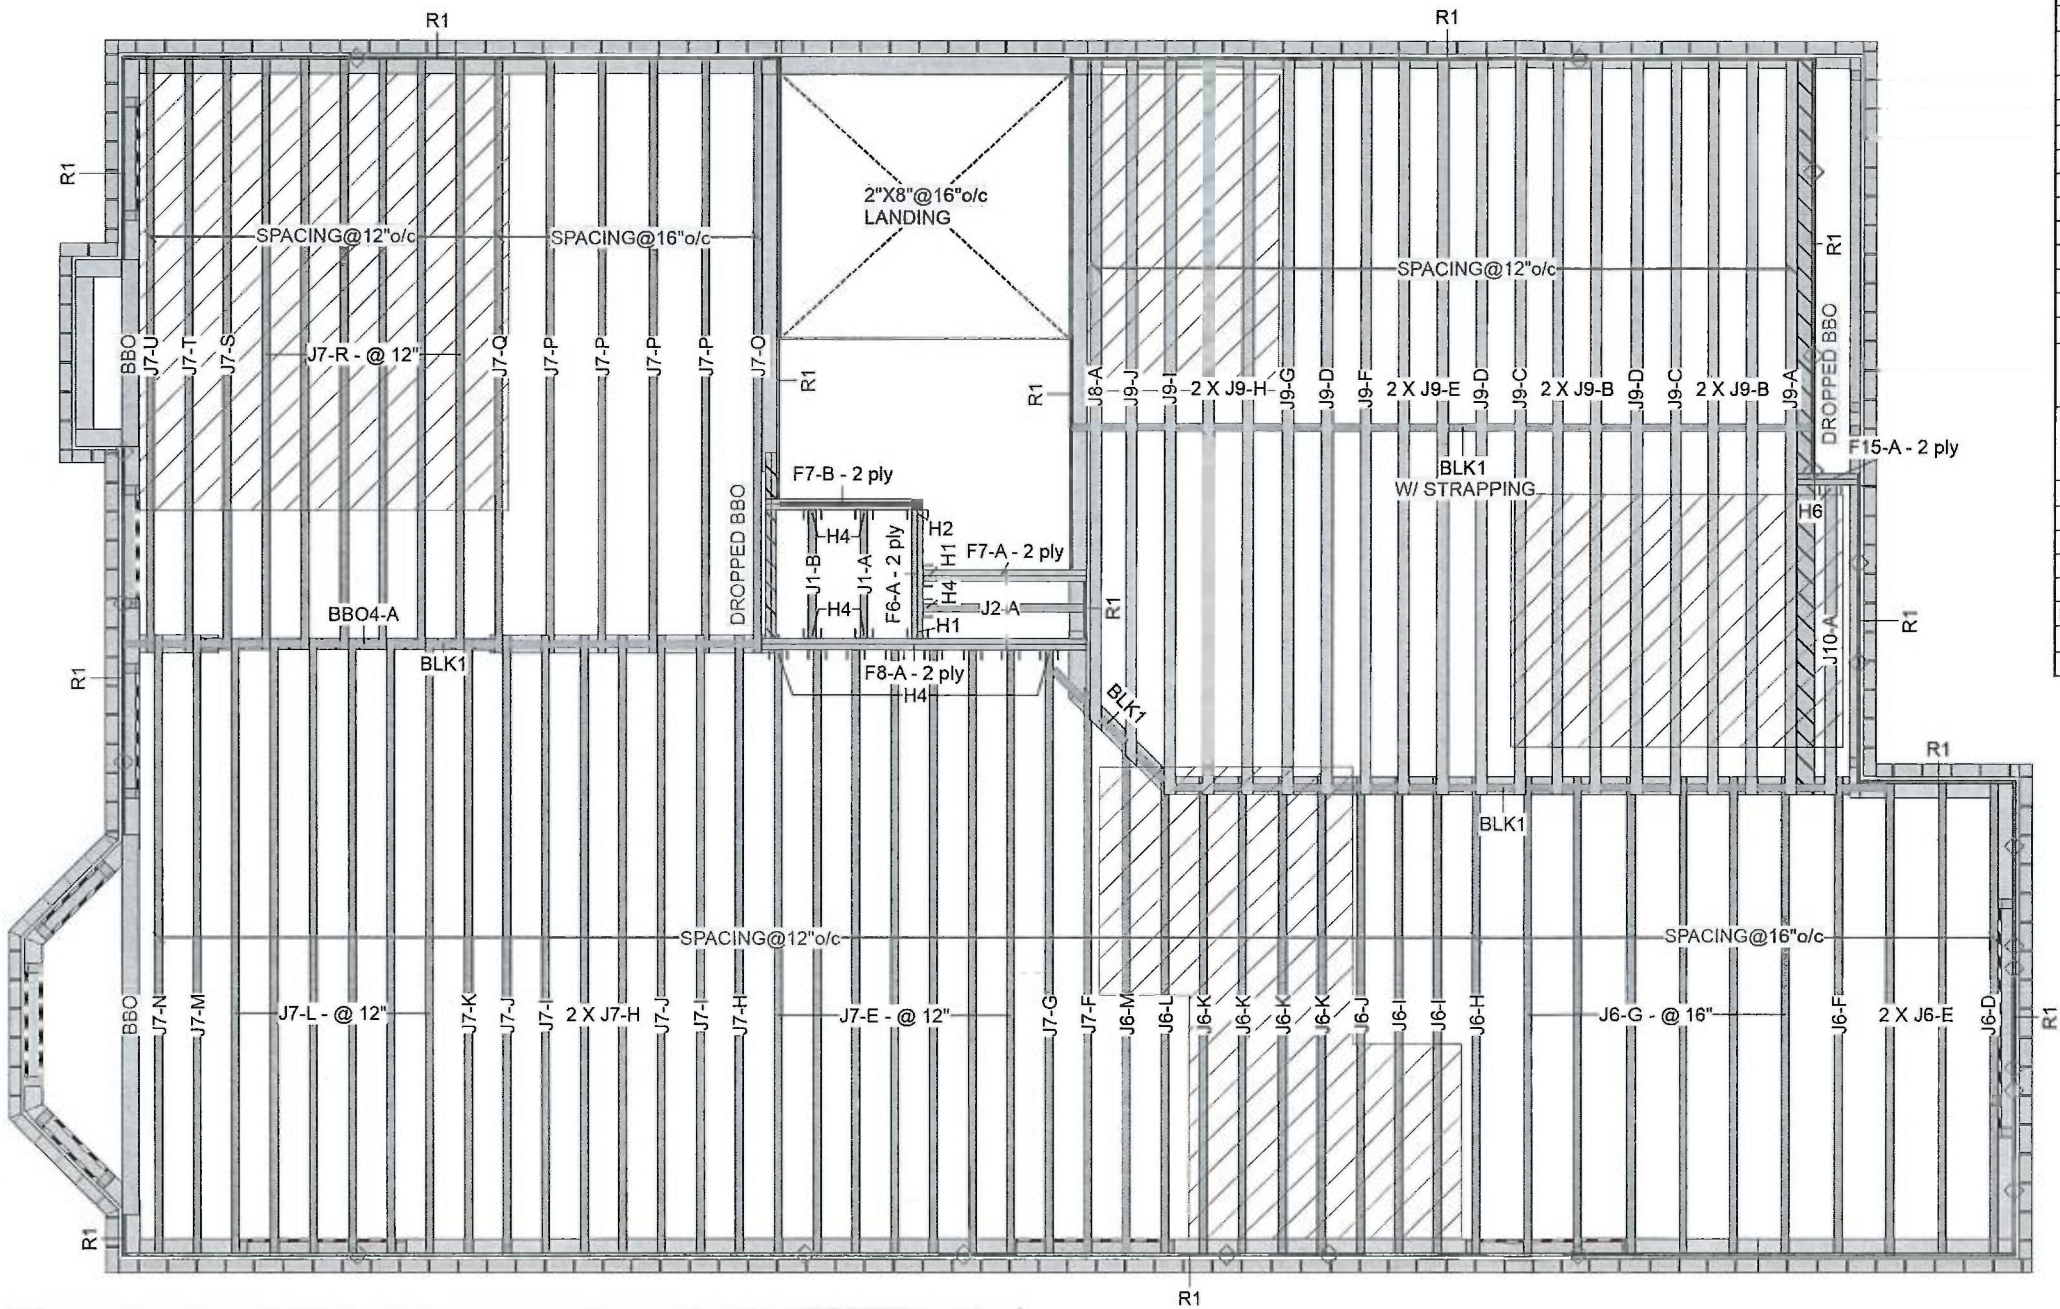 R1
R1
R1
2"X8"@16"o/c
LANDING
SPACING@12"o/c
SPACING@16"o/c
SPACING@12"o/c
R1
DROPPED BBO
BBO
J7-U
J7-T
J7-S
J7-R - @ 12"
J7-Q
J7-P
J7-P
J7-P
J7-P
J7-O
R1
R1
J8-A
J9-J
J9-I
2 X J9-H
J9-G
J9-D
J9-F
2 X J9-E
J9-D
J9-C
2 X J9-B
J9-D
J9-C
2 X J9-B
J9-A
F15-A - 2 ply
BLK1
W/ STRAPPING
F7-B - 2 ply
DROPPED BBO
H6
H4
H2
J1-B
J1-A
F6-A - 2 ply
H1
F7-A - 2 ply
H4
J2-A
H4
H1
R1
R1
J10-A
BBO4-A
BLK1
F8-A - 2 ply
H4
R1
BLK1
R1
BLK1
SPACING@12"o/c
SPACING@16"o/c
BBO
J7-N
J7-M
J7-L - @ 12"
J7-K
J7-J
J7-I
2 X J7-H
J7-J
J7-I
J7-H
J7-E - @ 12"
J7-G
J7-F
J6-M
J6-L
J6-K
J6-K
J6-K
J6-K
J6-J
J6-I
J6-I
J6-H
J6-G - @ 16"
J6-F
2 X J6-E
J6-D
R1
R1
R1